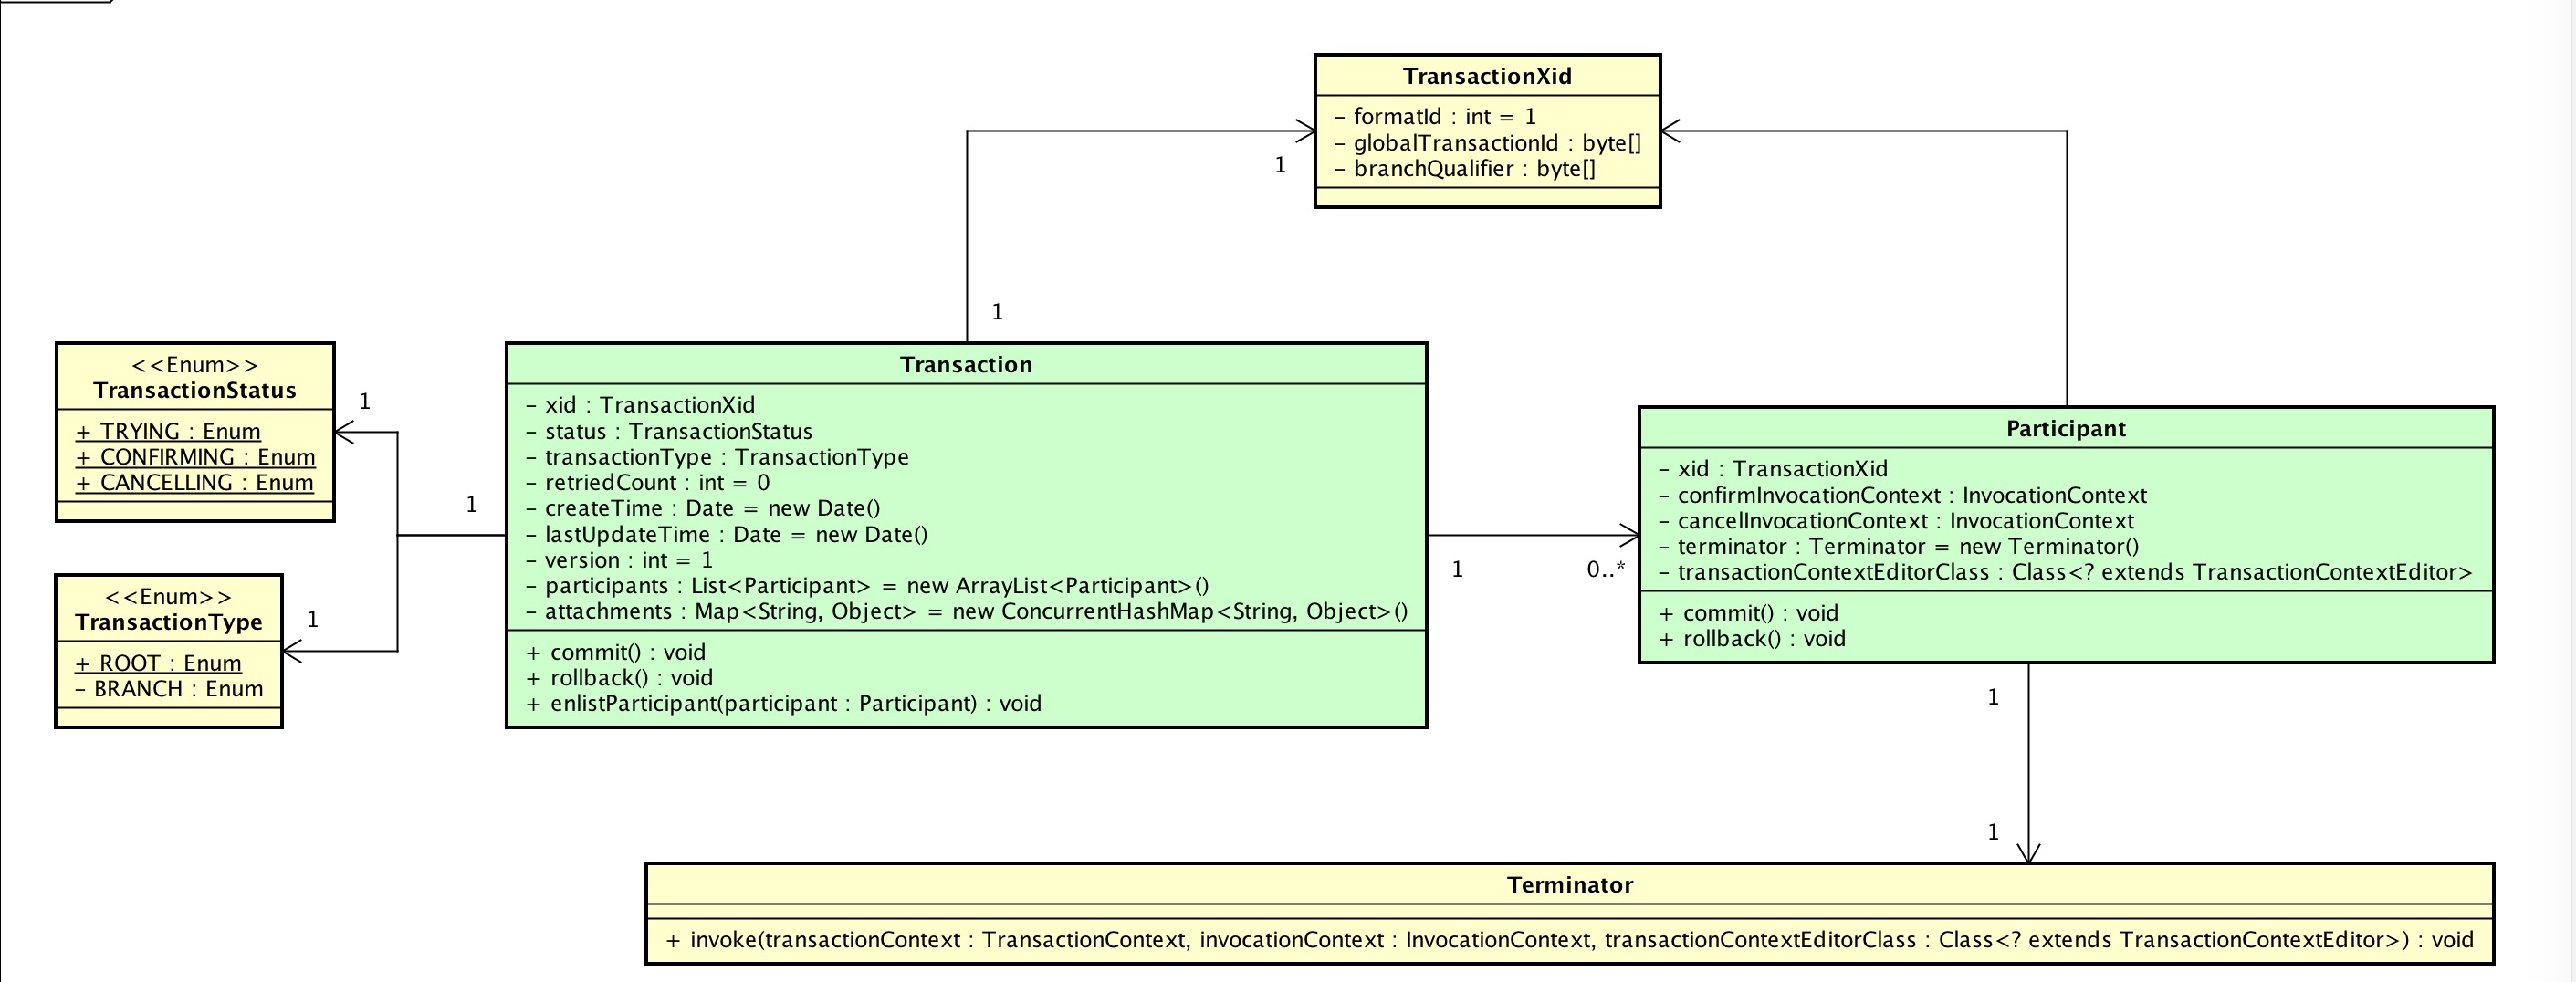 TransactionXid
- formatId : int = 1
- globalTransactionId : byte[]
- branchQualifier : byte[]
1
1
<<Enum>>
TransactionStatus
+ TRYING : Enum
+ CONFIRMING : Enum
+ CANCELLING : Enum
1
1
<<Enum>>
TransactionType
+ ROOT : Enum
- BRANCH : Enum
1
Transaction
- xid : TransactionXid
- status : TransactionStatus
- transactionType : TransactionType
- retriedCount : int = 0
- createTime : Date = new Date()
- lastUpdateTime : Date = new Date()
- version : int = 1
- participants : List<Participant> = new ArrayList<Participant>()
- attachments : Map<String, Object> = new ConcurrentHashMap<String, Object>()
+ commit() : void
+ rollback() : void
+ enlistParticipant(participant : Participant) : void
1
0..*
Participant
- xid : TransactionXid
- confirmInvocationContext : InvocationContext
- cancelInvocationContext : InvocationContext
- terminator : Terminator = new Terminator()
- transactionContextEditorClass : Class<? extends TransactionContextEditor>
+ commit() : void
+ rollback() : void
1
1
Terminator
+ invoke(transactionContext : TransactionContext, invocationContext : InvocationContext, transactionContextEditorClass : Class<? extends TransactionContextEditor>) : void